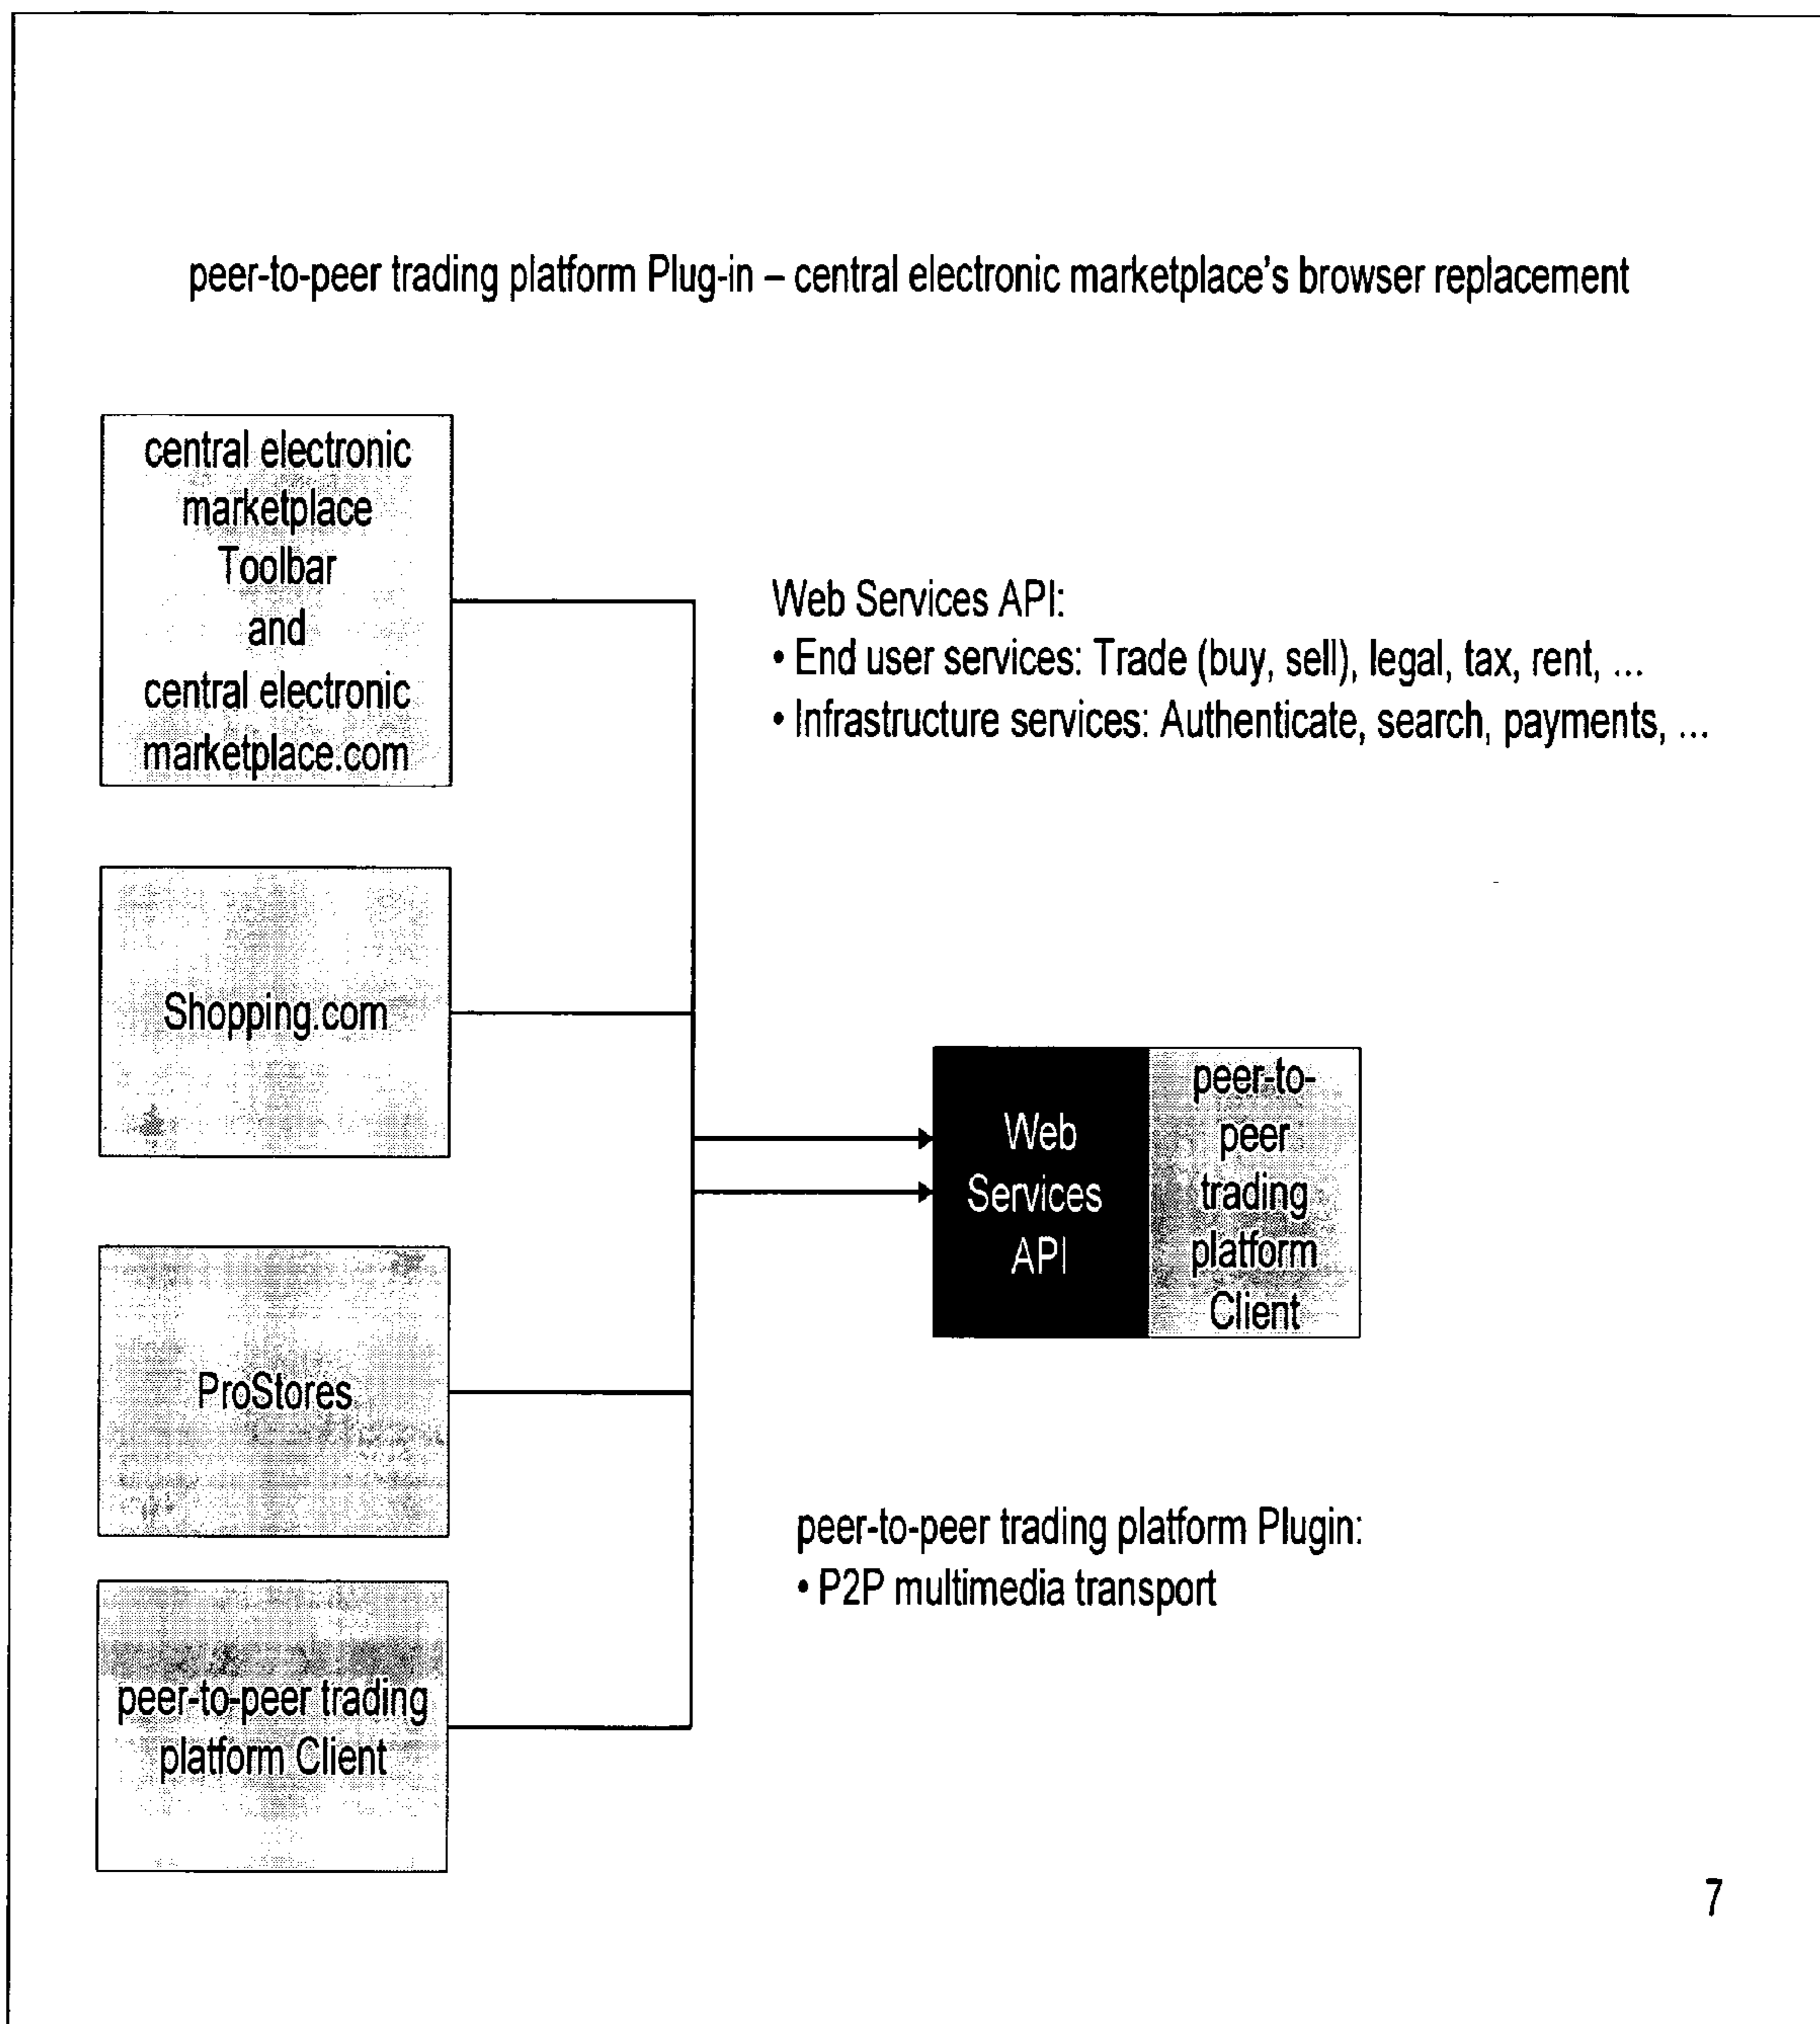 peer-to-peer trading platform Plug-in – central electronic marketplace's browser replacement
central electronic
marketplace
Toolbar
and
central electronic
marketplace.com
Web Services API:
• End user services: Trade (buy, sell), legal, tax, rent, ...
• Infrastructure services: Authenticate, search, payments, ...
Shopping.com
Web
Services
API
peer-to-
peer
trading
platform
Client
ProStores
peer-to-peer trading platform Plugin:
• P2P multimedia transport
peer-to-peer trading
platform Client
7